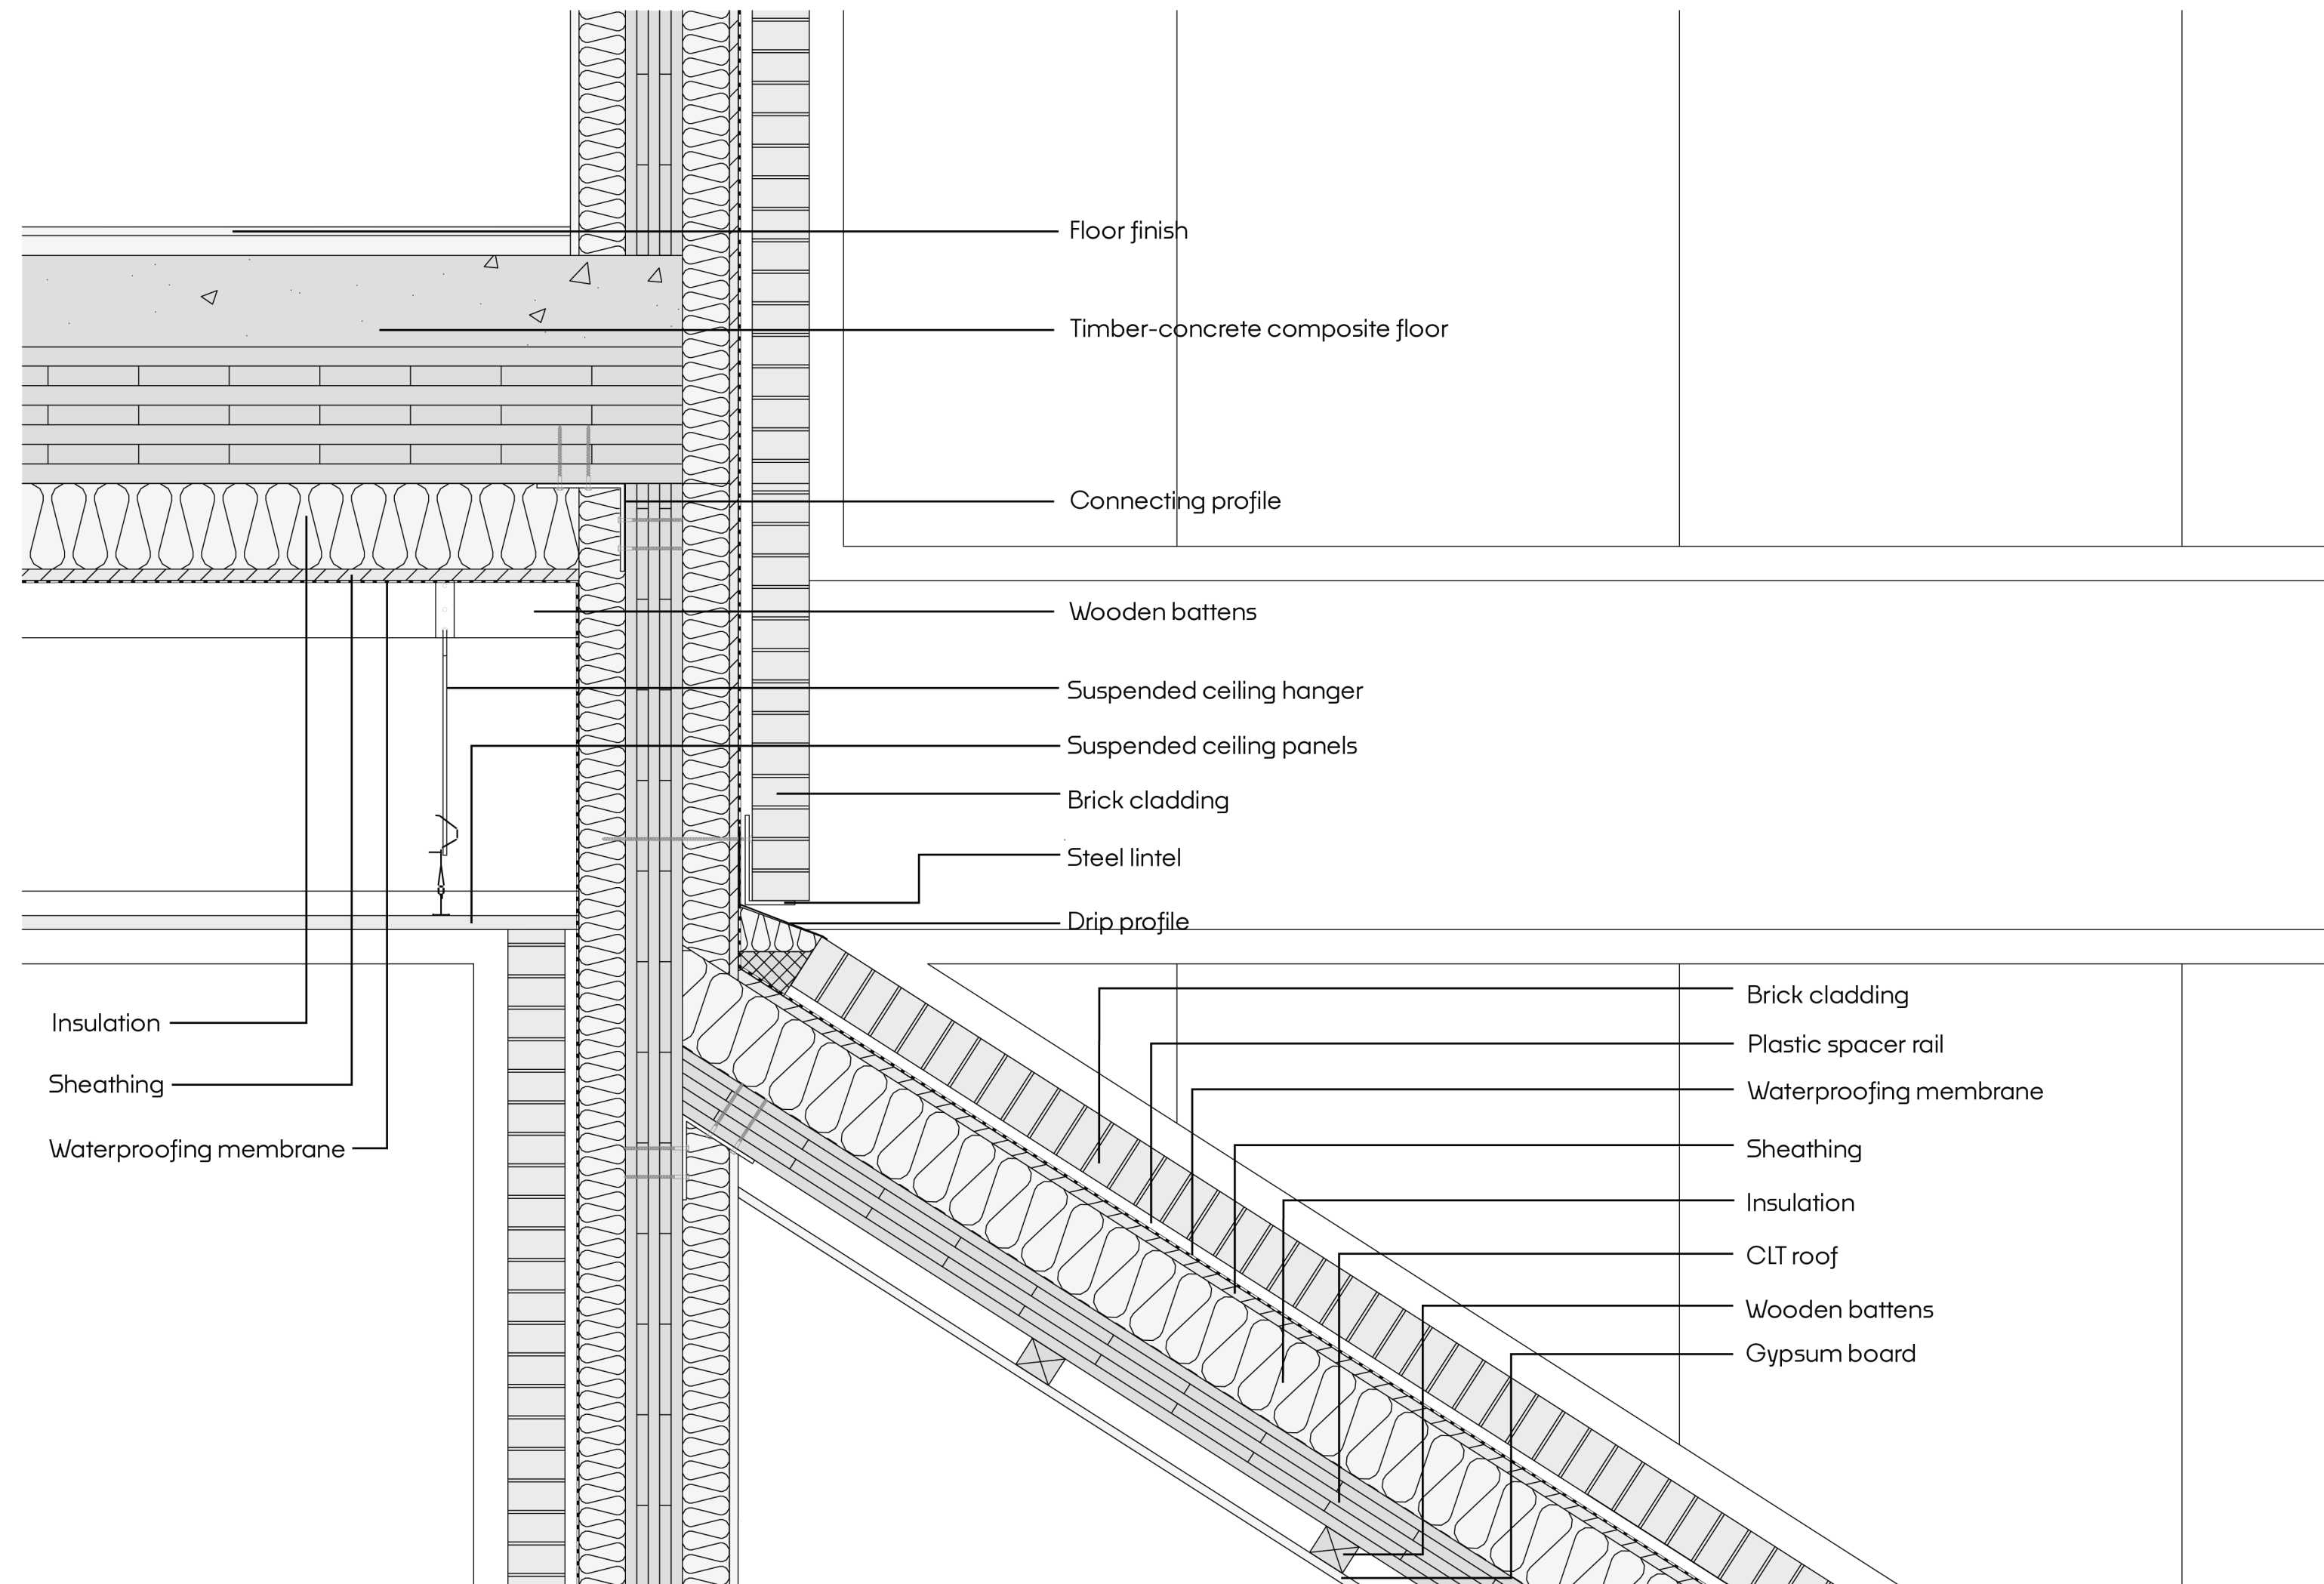 Floor finish
Timber-concrete composite floor
Connecting profile
Wooden battens
Suspended ceiling hanger
Suspended ceiling panels
Brick cladding
Steel lintel
Drip profile
Insulation
Sheathing
Waterproofing membrane
Brick cladding
Plastic spacer rail
Waterproofing membrane
Sheathing
Insulation
CLT roof
Wooden battens
Gypsum board